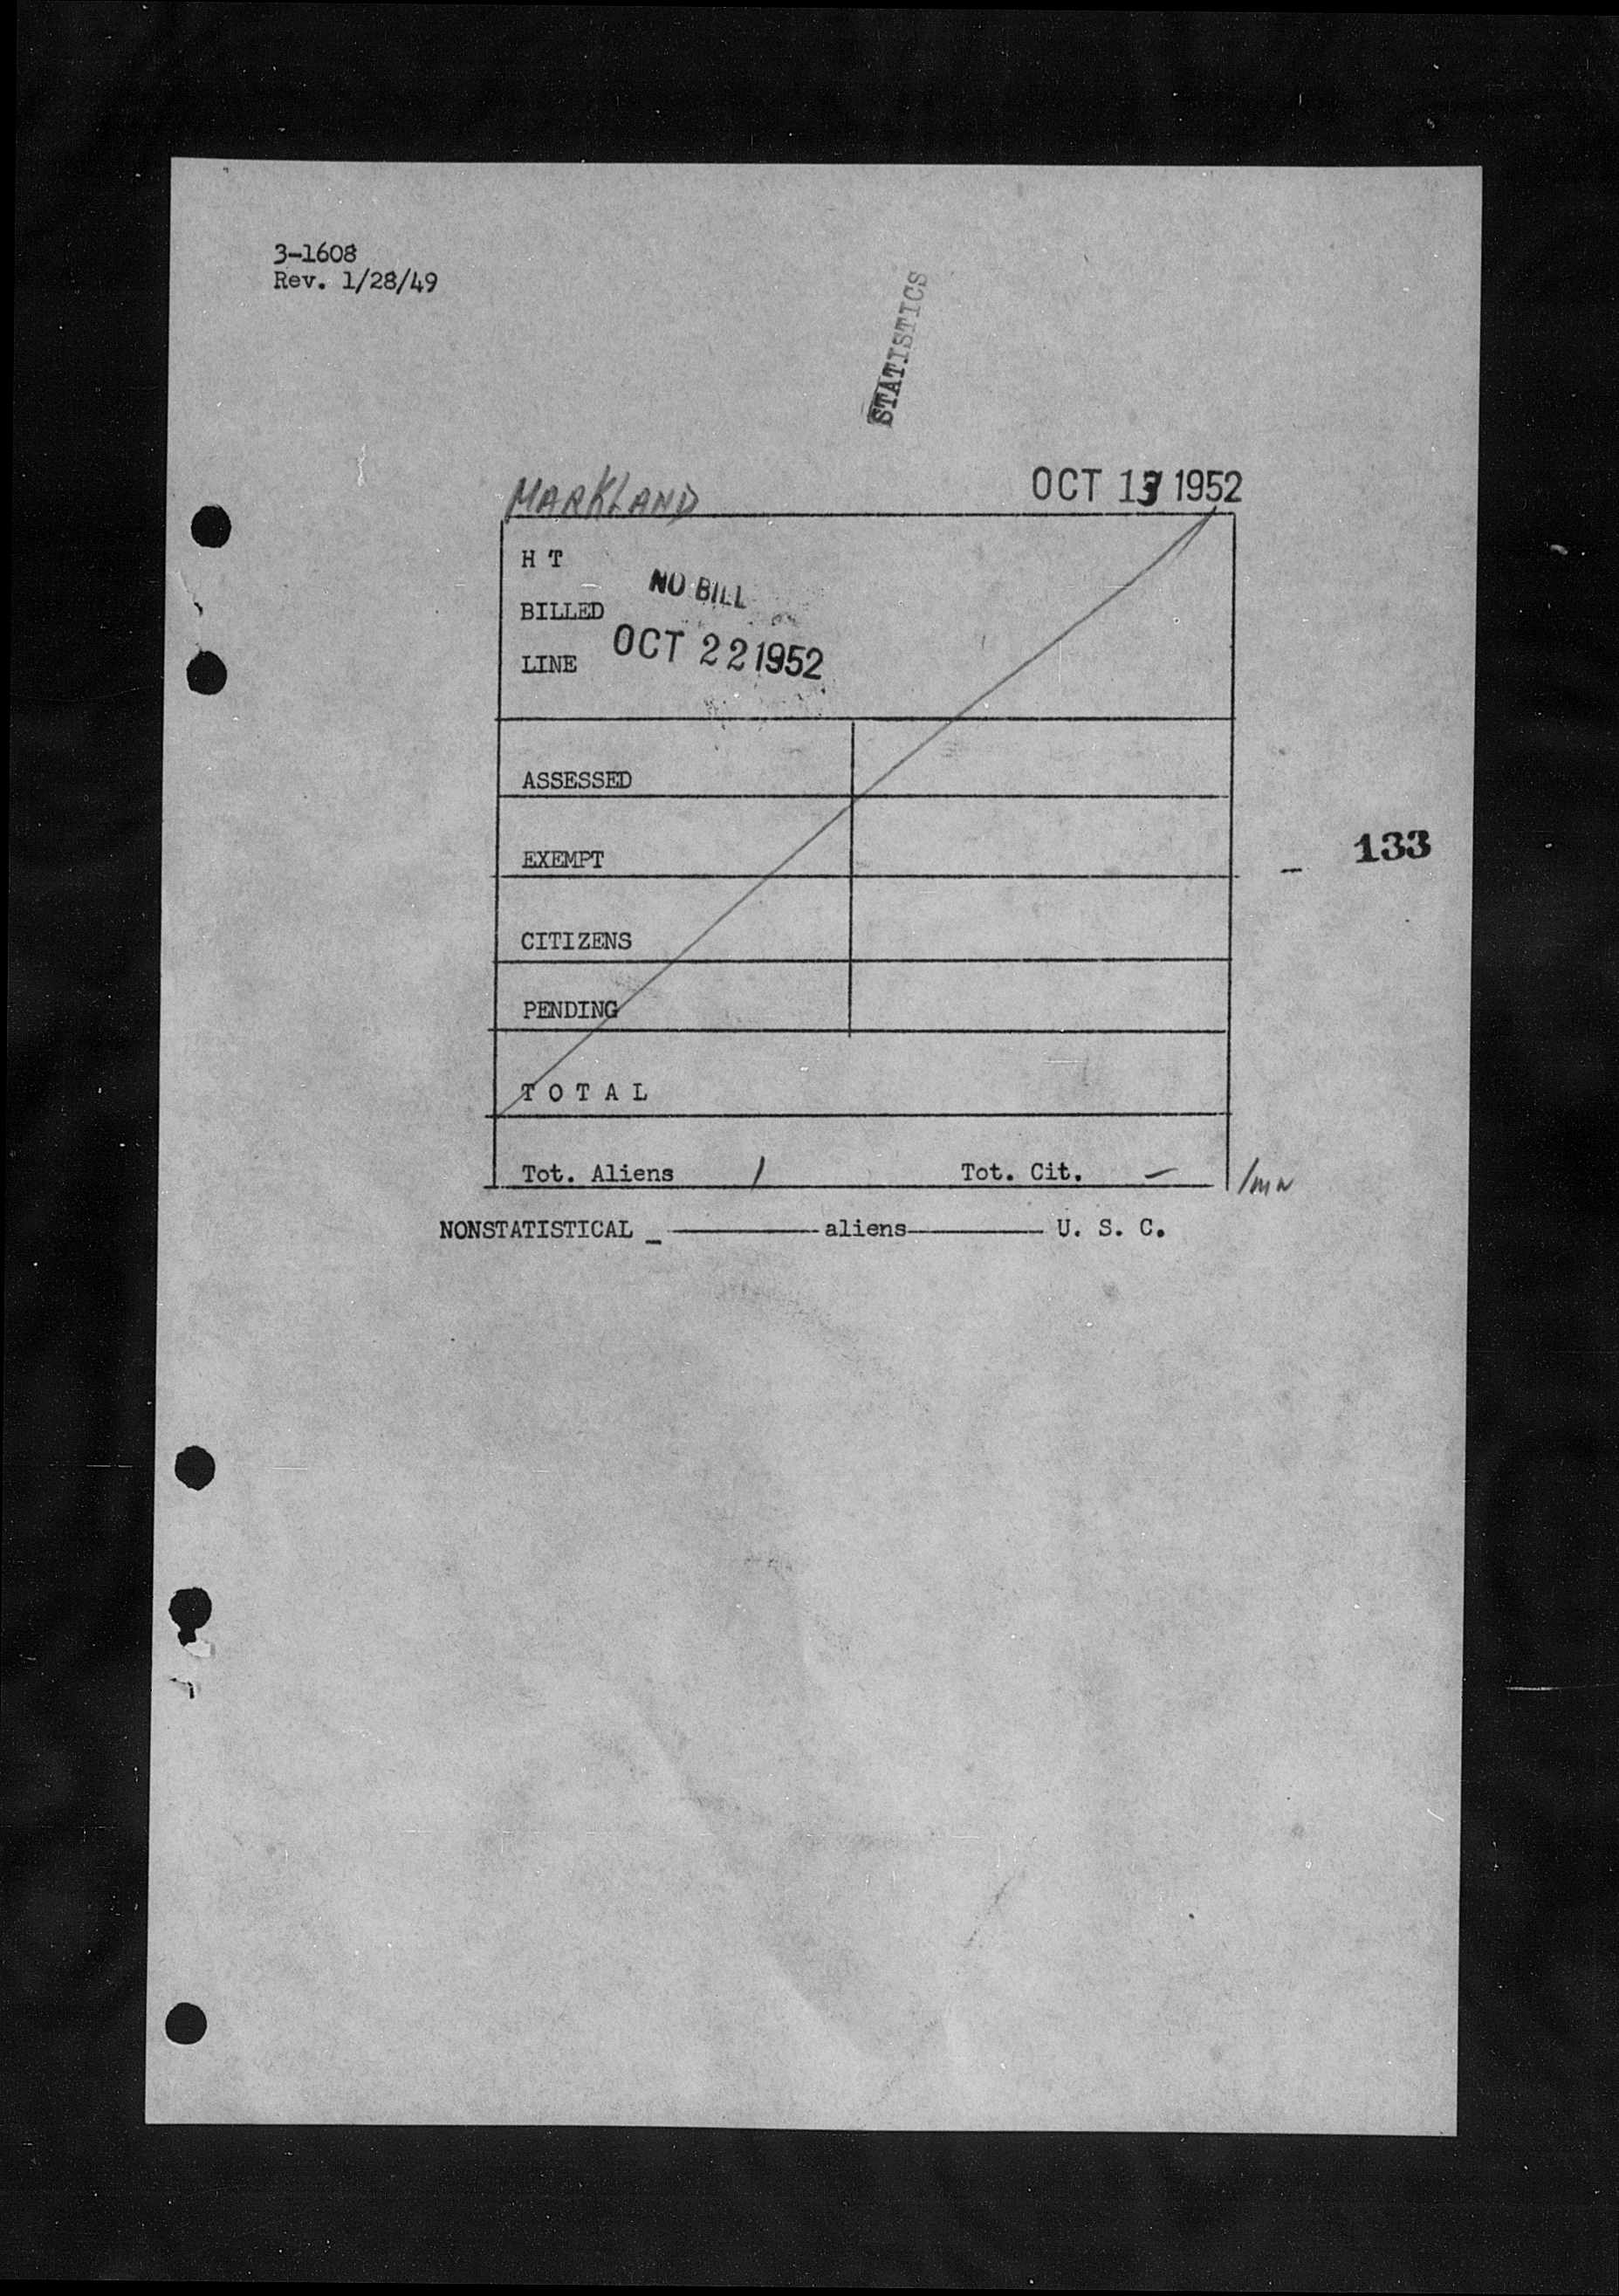 3-1608
Rev. 1/28/49
STATISTICS
MARKLAND
OCT 13 1952
H T
NO BILL
BILLED
OCT 22 1952
LINE
ASSESSED
EXEMPT
133
CITIZENS
PENDING
T O T A L
Tot. Aliens / Tot. Cit. –
NONSTATISTICAL _ aliens U. S. C.